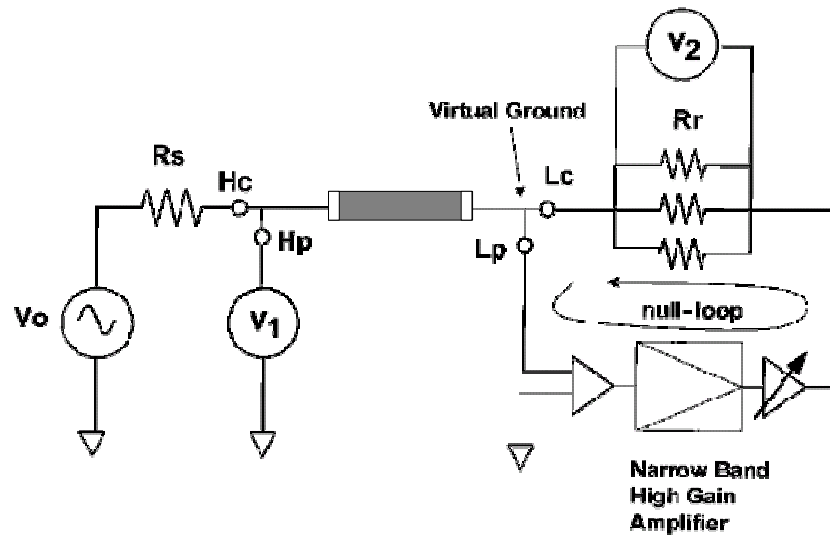 V2
Virtual Ground
Rr
Rs
Hc
Lc
Hp
Lp
Vo
V1
null-loop
Narrow Band
High Gain
Amplifier